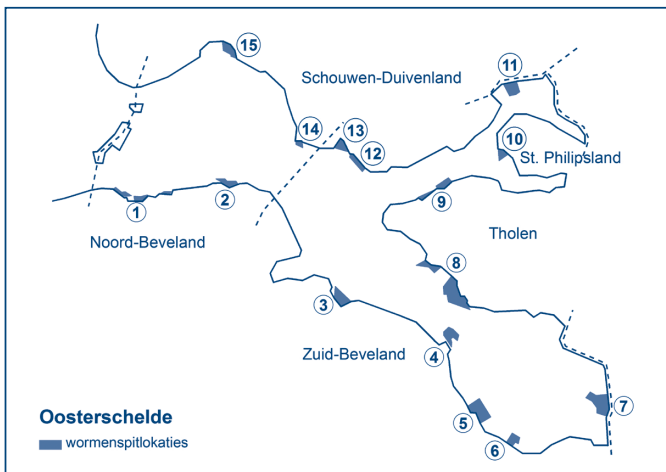 15
Schouwen-Duivenland
11
14
13
12
10
St. Philipsland
1
2
9
Noord-Beveland
Tholen
8
3
Zuid-Beveland
4
5
6
7
Oosterschelde
wormenspitlokaties